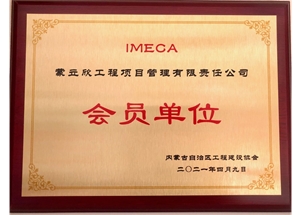 IMECA
蒙立欣工程项目管理有限责任公司
会员单位
内蒙古自治区工程建设协会
二〇二一年四月九日